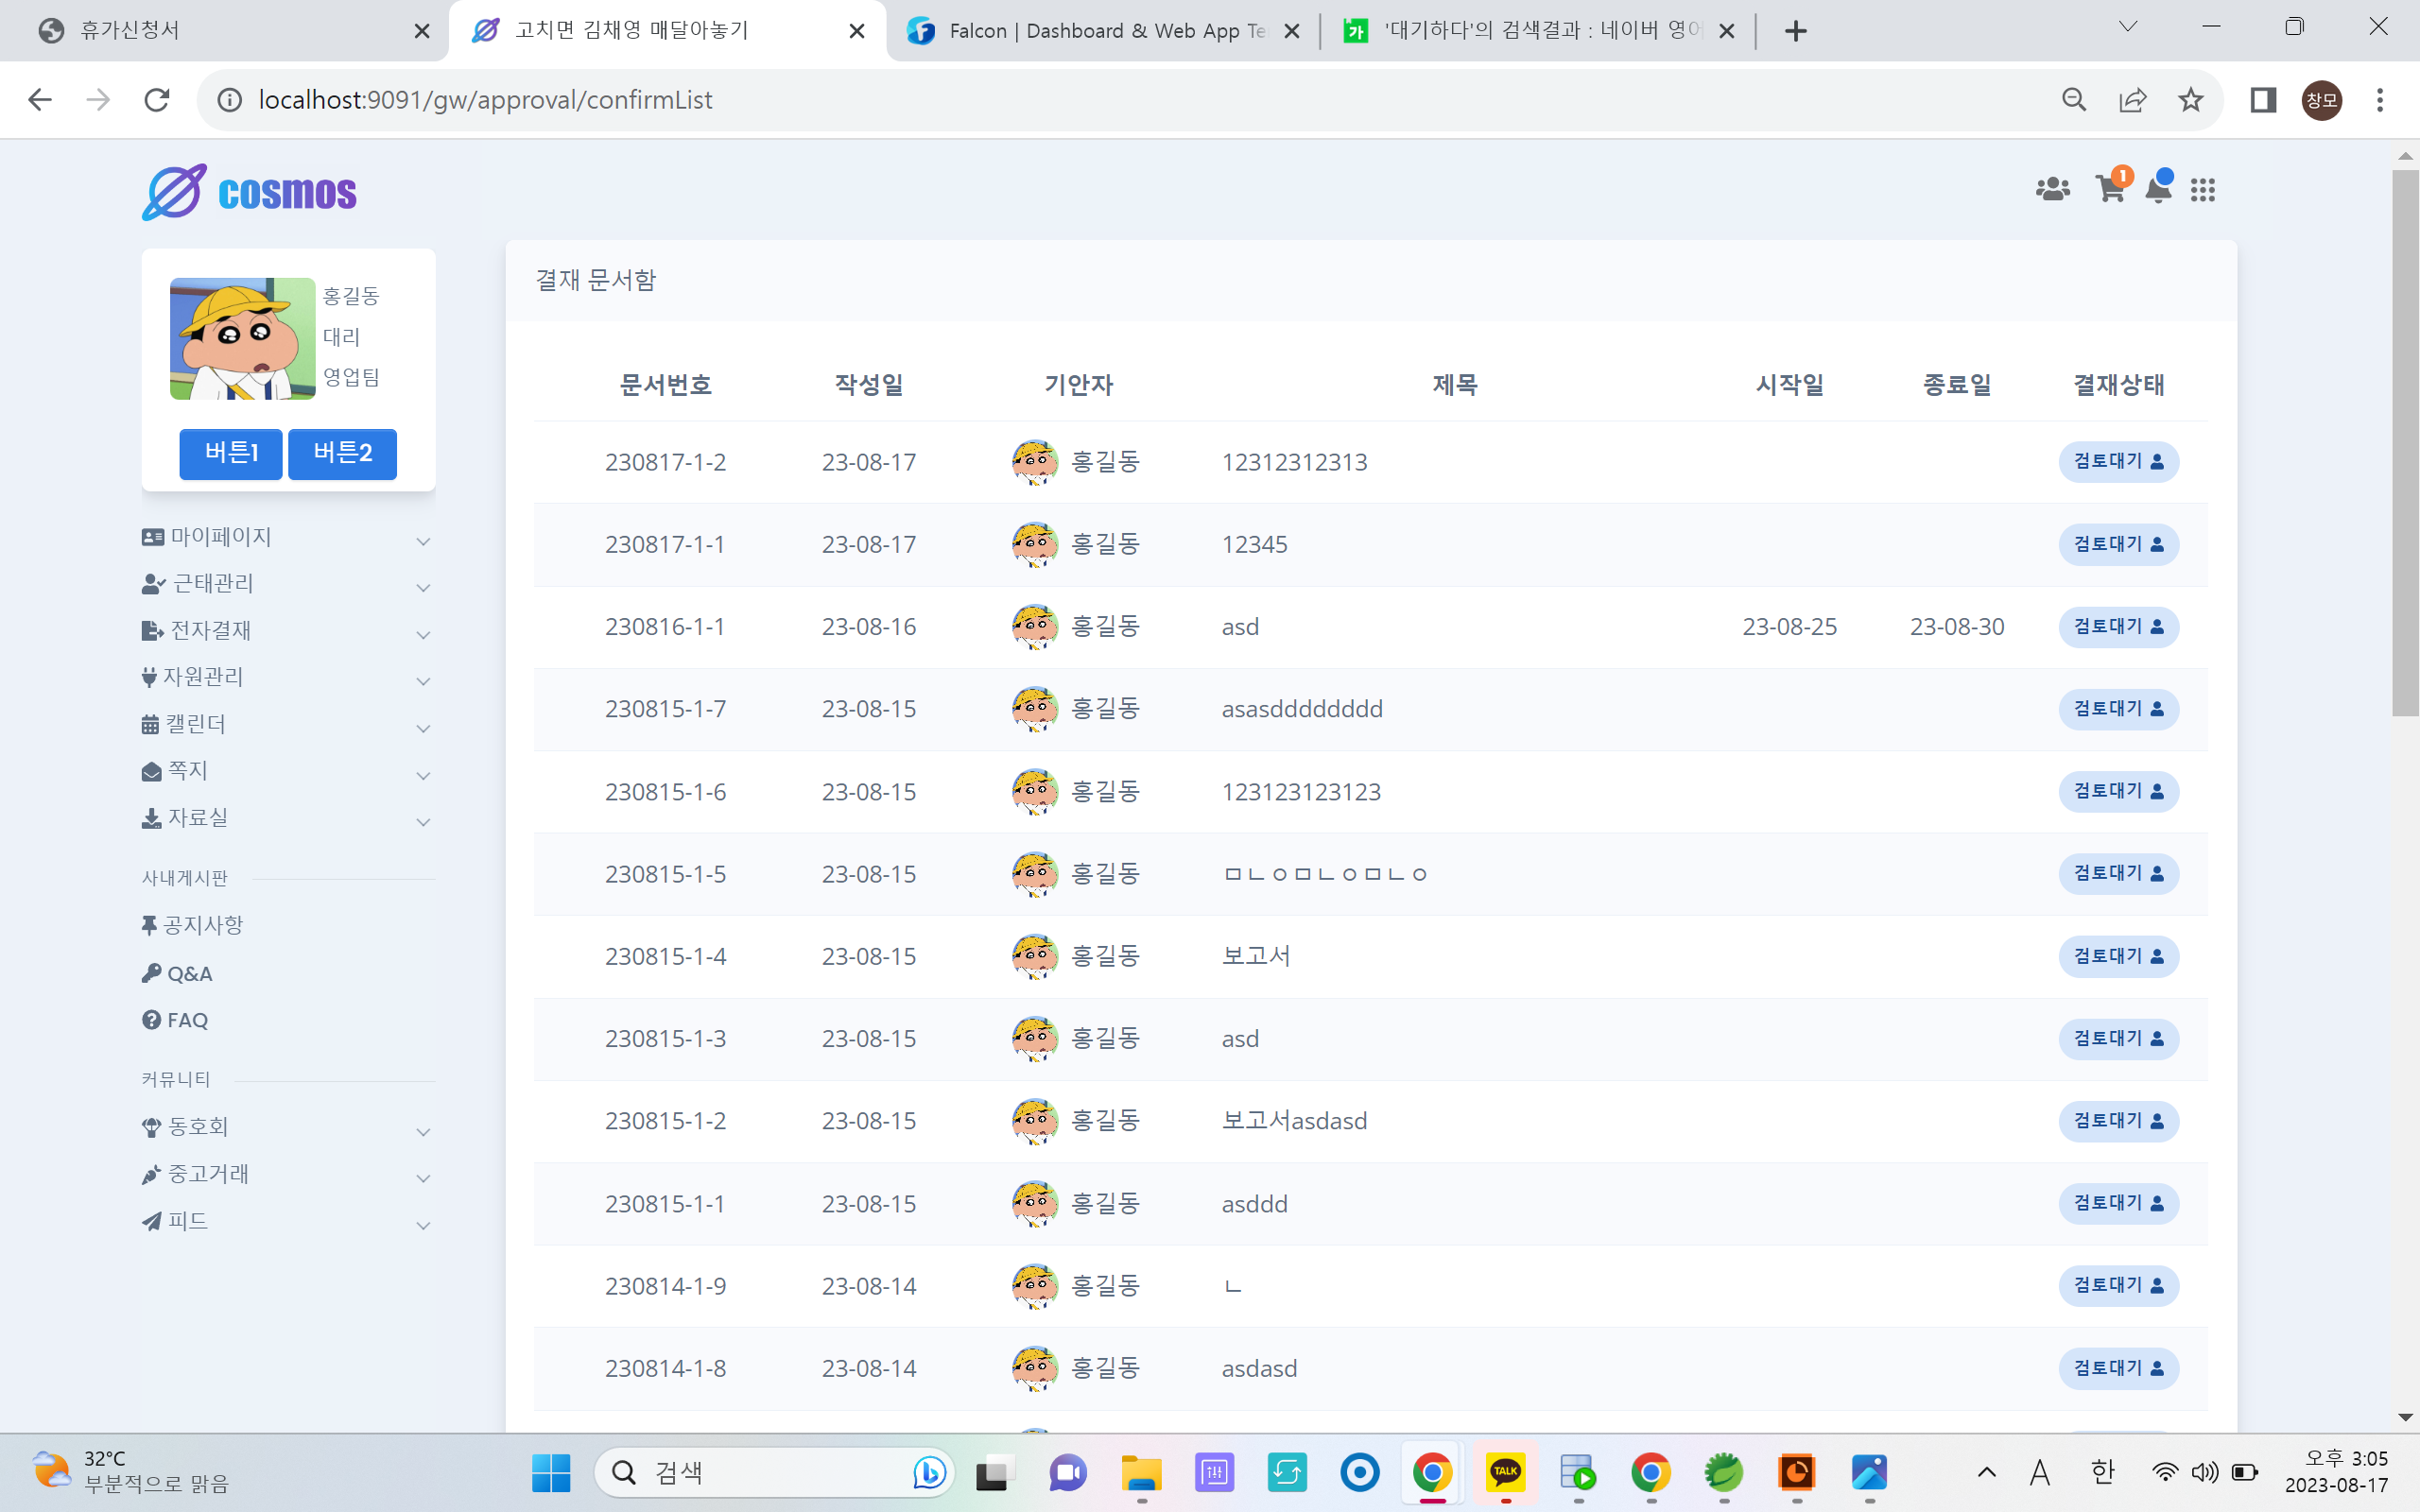 휴가신청서
고치면 김채영 매달아놓기
Falcon | Dashboard & Web App Te
'대기하다'의 검색결과 : 네이버 영어
localhost:9091/gw/approval/confirmList
창모
cosmos
1
홍길동
대리
영업팀
버튼1 버튼2
마이페이지
근태관리
전자결재
자원관리
캘린더
쪽지
자료실
사내게시판
공지사항
Q&A
FAQ
커뮤니티
동호회
중고거래
피드
결재 문서함
문서번호 작성일 기안자 제목 시작일 종료일 결재상태
230817-1-2 23-08-17 홍길동 12312312313 검토대기
230817-1-1 23-08-17 홍길동 12345 검토대기
230816-1-1 23-08-16 홍길동 asd 23-08-25 23-08-30 검토대기
230815-1-7 23-08-15 홍길동 asasdddddddd 검토대기
230815-1-6 23-08-15 홍길동 123123123123 검토대기
230815-1-5 23-08-15 홍길동 ㅁㄴㅇㅁㄴㅇㅁㄴㅇ 검토대기
230815-1-4 23-08-15 홍길동 보고서 검토대기
230815-1-3 23-08-15 홍길동 asd 검토대기
230815-1-2 23-08-15 홍길동 보고서asdasd 검토대기
230815-1-1 23-08-15 홍길동 asddd 검토대기
230814-1-9 23-08-14 홍길동 ㄴ 검토대기
230814-1-8 23-08-14 홍길동 asdasd 검토대기
32°C
부분적으로 맑음
검색
TALK
A 한
오후 3:05
2023-08-17